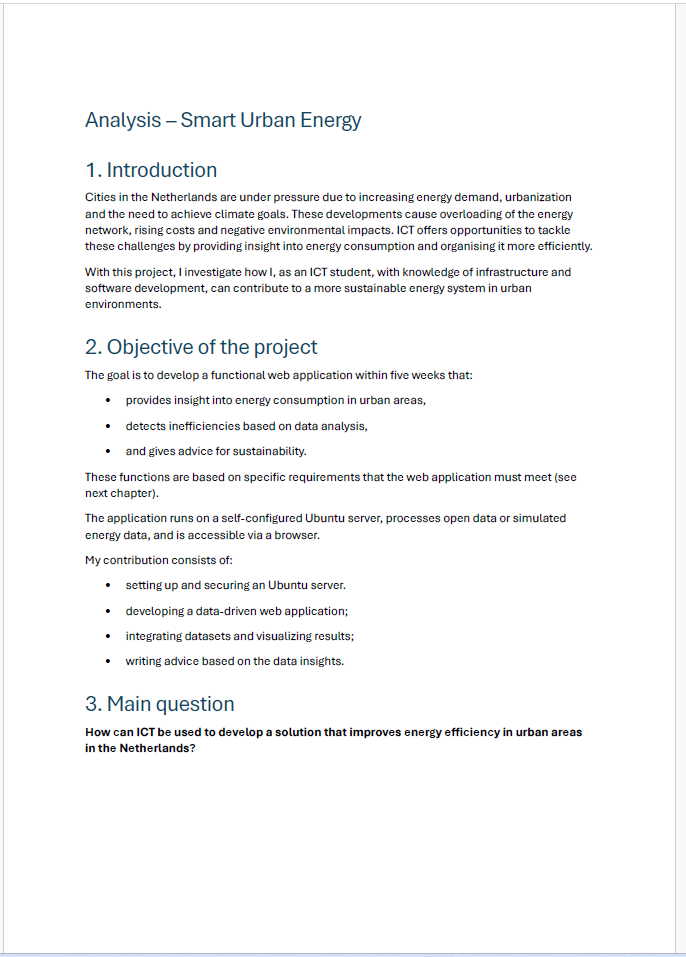 Analysis – Smart Urban Energy
1. Introduction
Cities in the Netherlands are under pressure due to increasing energy demand, urbanization
and the need to achieve climate goals. These developments cause overloading of the energy
network, rising costs and negative environmental impacts. ICT offers opportunities to tackle
these challenges by providing insight into energy consumption and organising it more efficiently.
With this project, I investigate how I, as an ICT student, with knowledge of infrastructure and
software development, can contribute to a more sustainable energy system in urban
environments.
2. Objective of the project
The goal is to develop a functional web application within five weeks that:
• provides insight into energy consumption in urban areas,
• detects inefficiencies based on data analysis,
• and gives advice for sustainability.
These functions are based on specific requirements that the web application must meet (see
next chapter).
The application runs on a self-configured Ubuntu server, processes open data or simulated
energy data, and is accessible via a browser.
My contribution consists of:
• setting up and securing an Ubuntu server.
• developing a data-driven web application;
• integrating datasets and visualizing results;
• writing advice based on the data insights.
3. Main question
How can ICT be used to develop a solution that improves energy efficiency in urban areas
in the Netherlands?